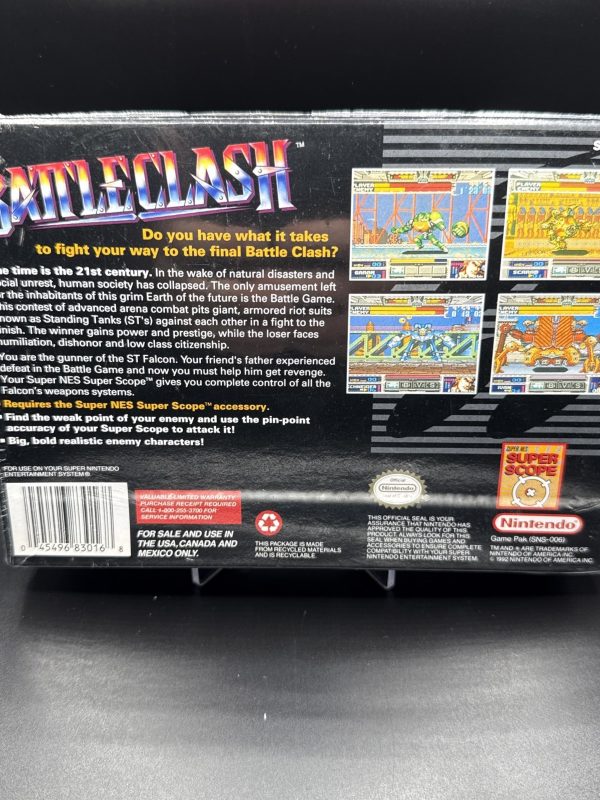 BATTLECLASH™
Do you have what it takes
to fight your way to the final Battle Clash?
time is the 21st century. In the wake of natural disasters and
unrest, human society has collapsed. The only amusement left
the inhabitants of this grim Earth of the future is the Battle Game.
contest of advanced arena combat pits giant, armored riot suits
known as Standing Tanks (ST's) against each other in a fight to the
The winner gains power and prestige, while the loser faces
humiliation, dishonor and low class citizenship.
You are the gunner of the ST Falcon. Your friend's father experienced
defeat in the Battle Game and now you must help him get revenge.
Your Super NES Super Scope™ gives you complete control of all the
Falcon's weapons systems.
Requires the Super NES Super Scope™ accessory.
• Find the weak point of your enemy and use the pin-point
accuracy of your Super Scope to attack it!
• Big, bold realistic enemy characters!
FOR USE ON YOUR SUPER NINTENDO
ENTERTAINMENT SYSTEM®.
0 45496 83016 8
VALUABLE LIMITED WARRANTY
PURCHASE RECEIPT REQUIRED
CALL 1-800-255-3700 FOR
SERVICE INFORMATION
FOR SALE AND USE IN
THE USA, CANADA AND
MEXICO ONLY.
THIS PACKAGE IS MADE
FROM RECYCLED MATERIALS
AND IS RECYCLABLE.
Official
Nintendo
THIS OFFICIAL SEAL IS YOUR
ASSURANCE THAT NINTENDO HAS
APPROVED THE QUALITY OF THIS
PRODUCT. ALWAYS LOOK FOR THIS
SEAL WHEN BUYING GAMES AND
ACCESSORIES TO ENSURE COMPLETE
COMPATIBILITY WITH YOUR SUPER
NINTENDO ENTERTAINMENT SYSTEM.
SUPER NES
SUPER
SCOPE
Nintendo®
Game Pak (SNS-006)
TM AND ® ARE TRADEMARKS OF
NINTENDO OF AMERICA INC.
© 1992 NINTENDO OF AMERICA INC.